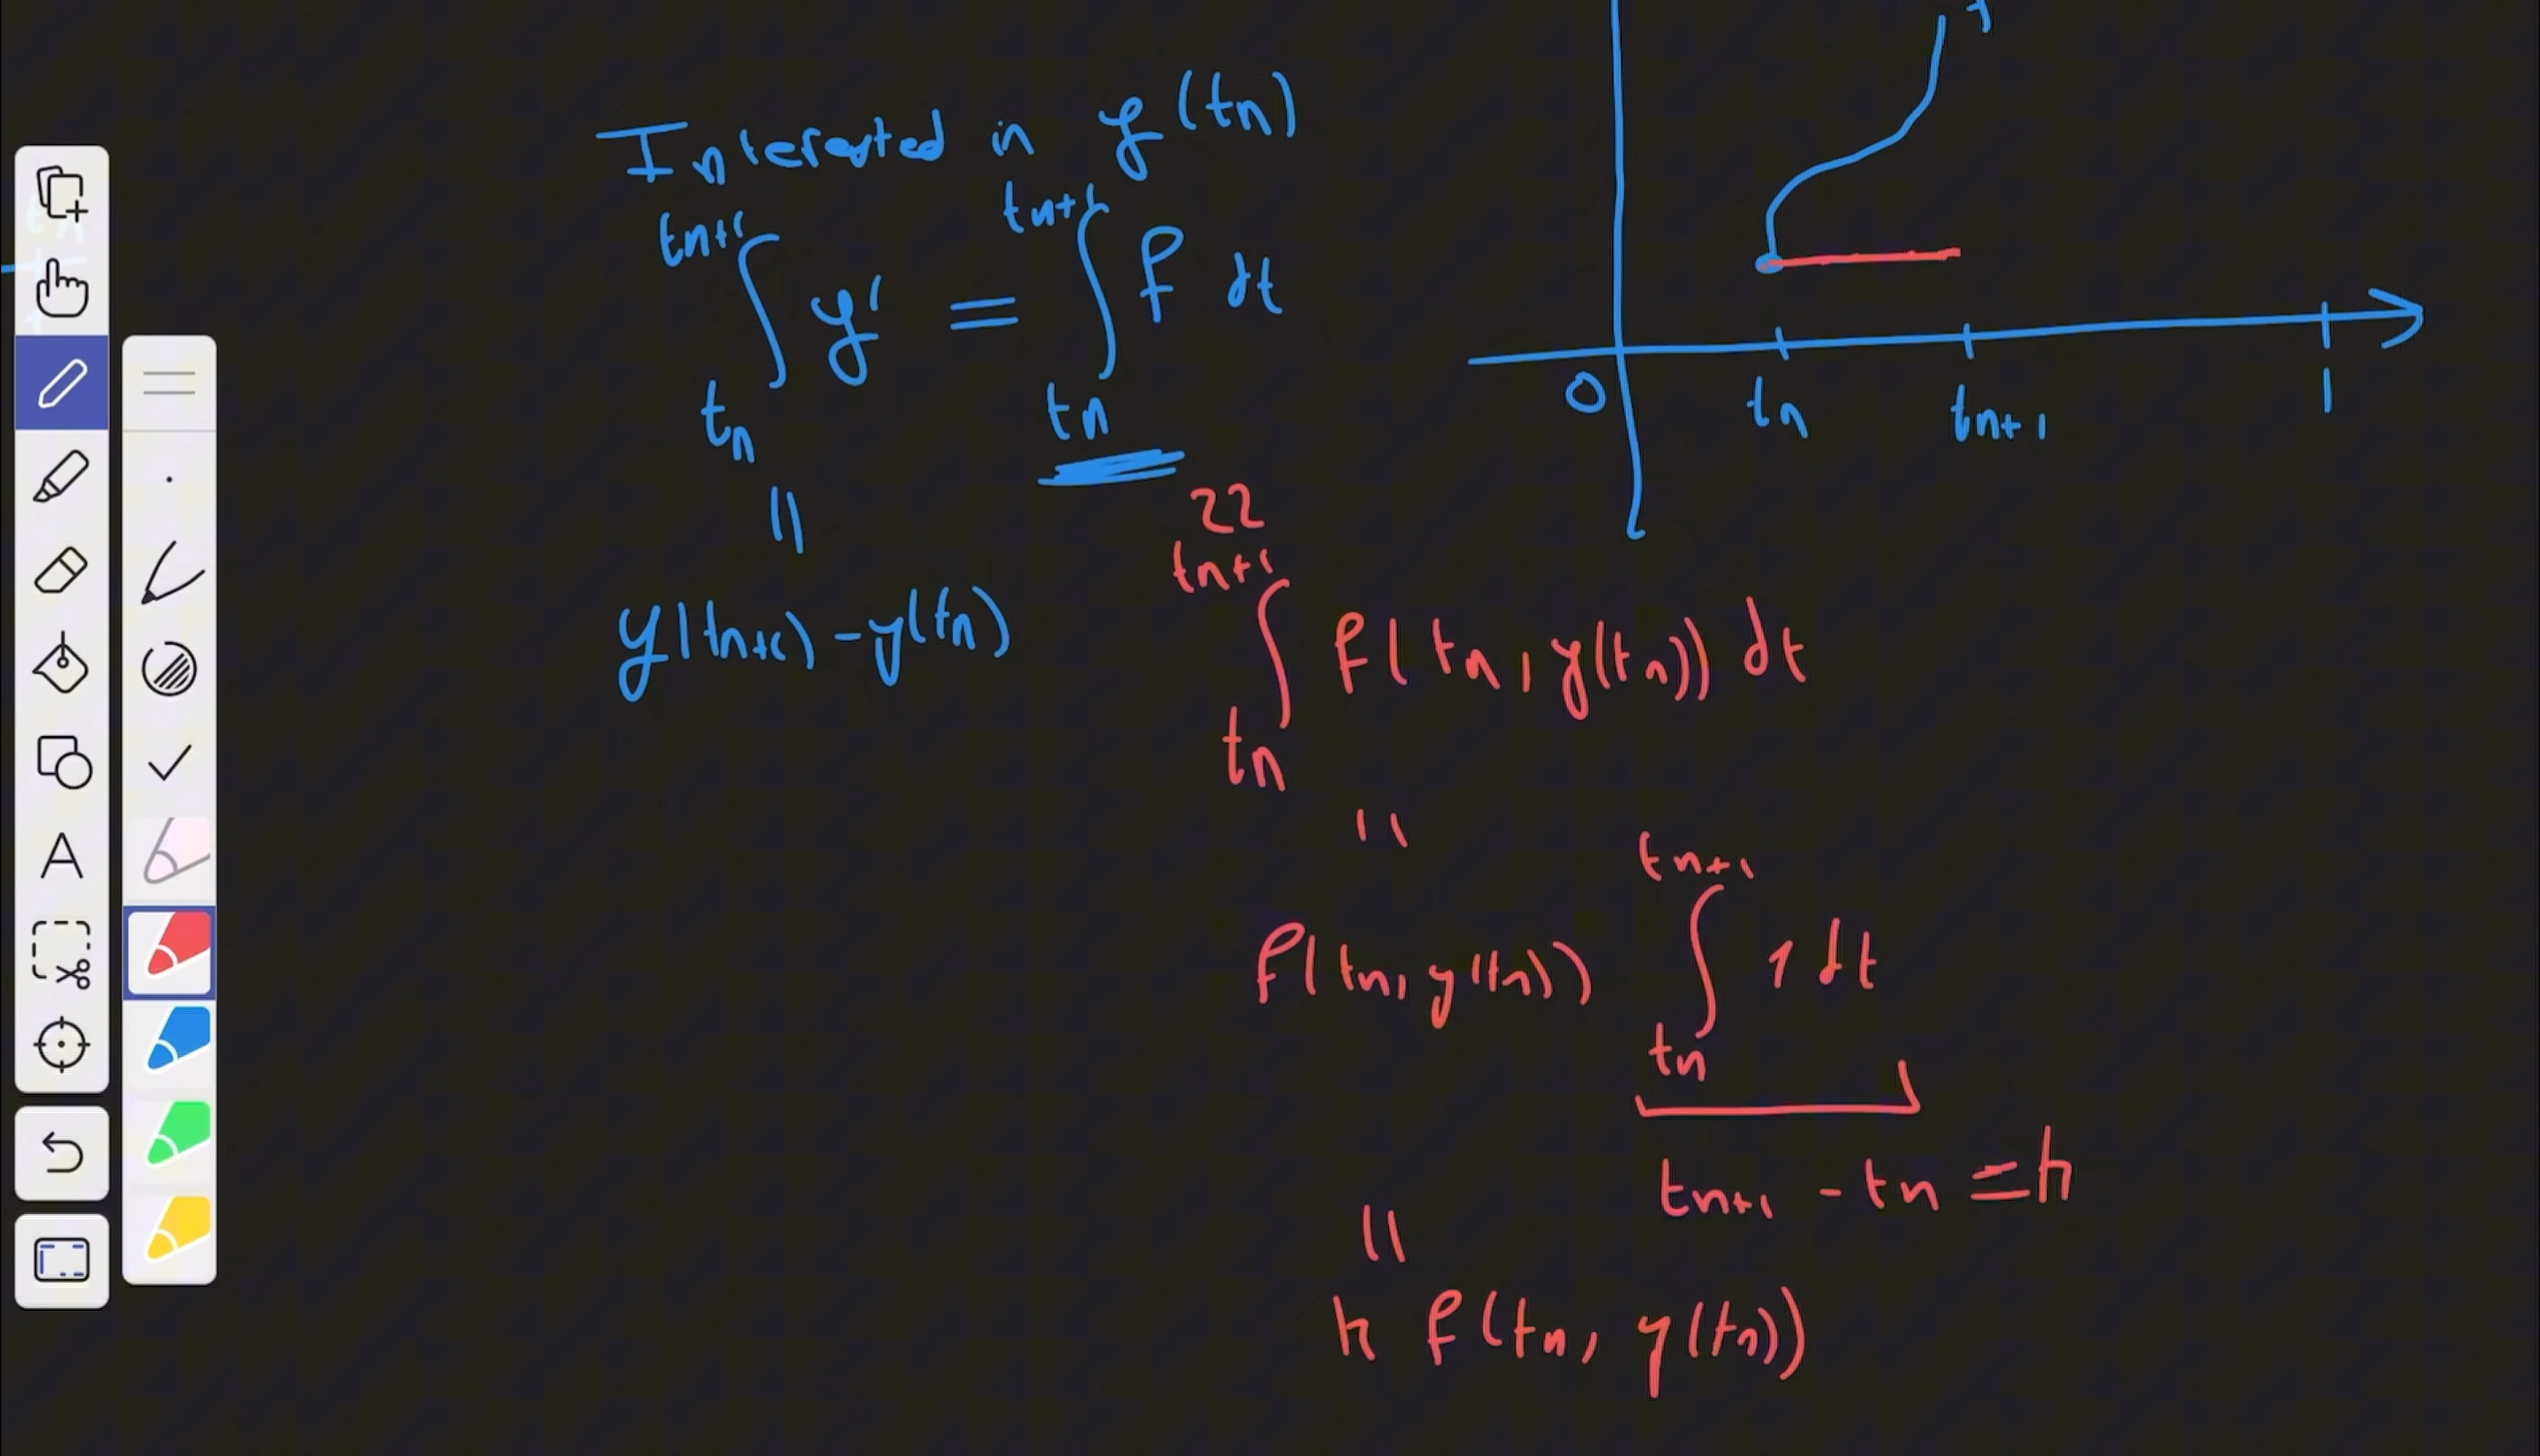 Interested in y(tn)
tn+1 tn+1
∫ y' = ∫ f dt
tn tn
||
y(tn+1) - y(tn)
0 tn tn+1 1
≈
tn+1
∫ f(tn, y(tn)) dt
tn
||
tn+1
f(tn, y(tn)) ∫ 1 dt
tn
tn+1 - tn = h
||
h f(tn, y(tn))
A